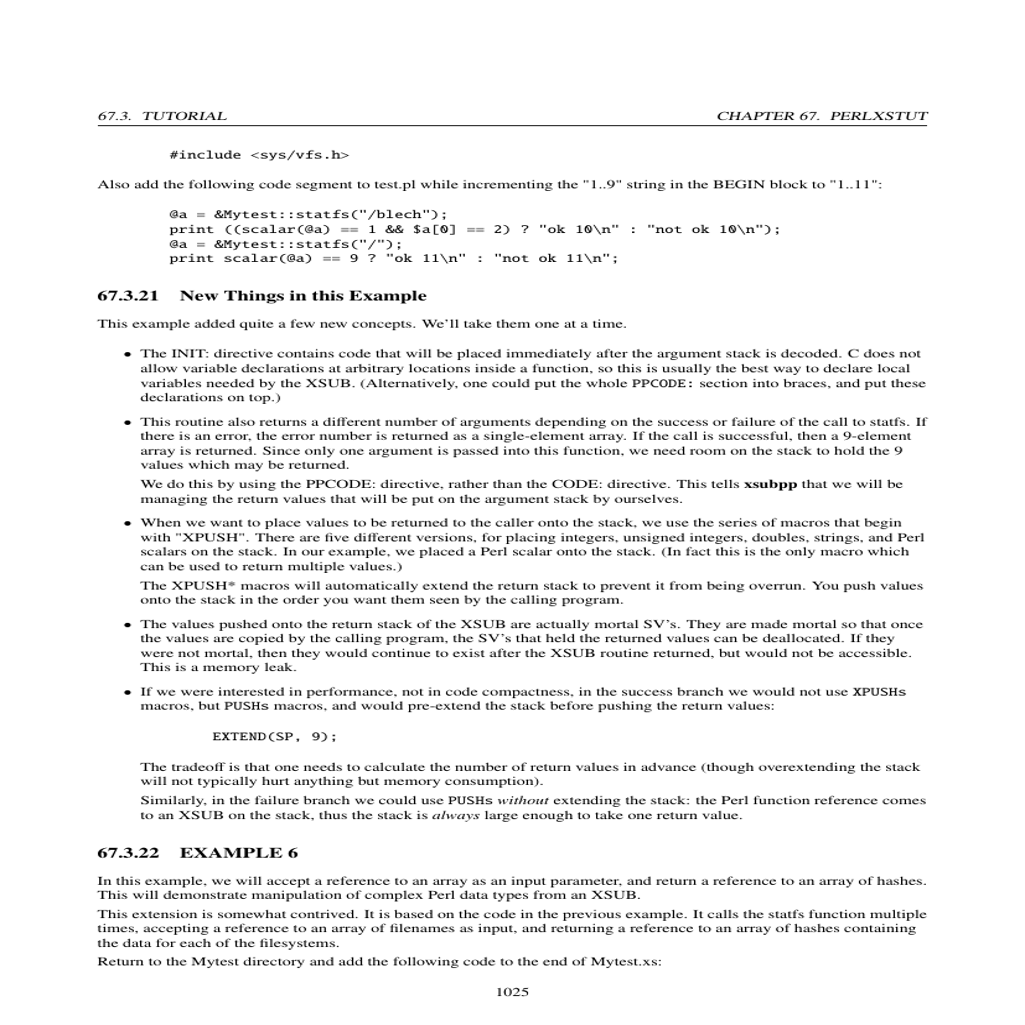 67.3. TUTORIAL CHAPTER 67. PERLXSTUT
#include <sys/vfs.h>
Also add the following code segment to test.pl while incrementing the "1..9" string in the BEGIN block to "1..11":
@a = &Mytest::statfs("/blech");
print ((scalar(@a) == 1 && $a[0] == 2) ? "ok 10\n" : "not ok 10\n");
@a = &Mytest::statfs("/");
print scalar(@a) == 9 ? "ok 11\n" : "not ok 11\n";
67.3.21 New Things in this Example
This example added quite a few new concepts. We'll take them one at a time.
• The INIT: directive contains code that will be placed immediately after the argument stack is decoded. C does not
allow variable declarations at arbitrary locations inside a function, so this is usually the best way to declare local
variables needed by the XSUB. (Alternatively, one could put the whole PPCODE: section into braces, and put these
declarations on top.)
• This routine also returns a different number of arguments depending on the success or failure of the call to statfs. If
there is an error, the error number is returned as a single-element array. If the call is successful, then a 9-element
array is returned. Since only one argument is passed into this function, we need room on the stack to hold the 9
values which may be returned.
We do this by using the PPCODE: directive, rather than the CODE: directive. This tells xsubpp that we will be
managing the return values that will be put on the argument stack by ourselves.
• When we want to place values to be returned to the caller onto the stack, we use the series of macros that begin
with "XPUSH". There are five different versions, for placing integers, unsigned integers, doubles, strings, and Perl
scalars on the stack. In our example, we placed a Perl scalar onto the stack. (In fact this is the only macro which
can be used to return multiple values.)
The XPUSH* macros will automatically extend the return stack to prevent it from being overrun. You push values
onto the stack in the order you want them seen by the calling program.
• The values pushed onto the return stack of the XSUB are actually mortal SV's. They are made mortal so that once
the values are copied by the calling program, the SV's that held the returned values can be deallocated. If they
were not mortal, then they would continue to exist after the XSUB routine returned, but would not be accessible.
This is a memory leak.
• If we were interested in performance, not in code compactness, in the success branch we would not use XPUSHs
macros, but PUSHs macros, and would pre-extend the stack before pushing the return values:
EXTEND(SP, 9);
The tradeoff is that one needs to calculate the number of return values in advance (though overextending the stack
will not typically hurt anything but memory consumption).
Similarly, in the failure branch we could use PUSHs without extending the stack: the Perl function reference comes
to an XSUB on the stack, thus the stack is always large enough to take one return value.
67.3.22 EXAMPLE 6
In this example, we will accept a reference to an array as an input parameter, and return a reference to an array of hashes.
This will demonstrate manipulation of complex Perl data types from an XSUB.
This extension is somewhat contrived. It is based on the code in the previous example. It calls the statfs function multiple
times, accepting a reference to an array of filenames as input, and returning a reference to an array of hashes containing
the data for each of the filesystems.
Return to the Mytest directory and add the following code to the end of Mytest.xs:
1025